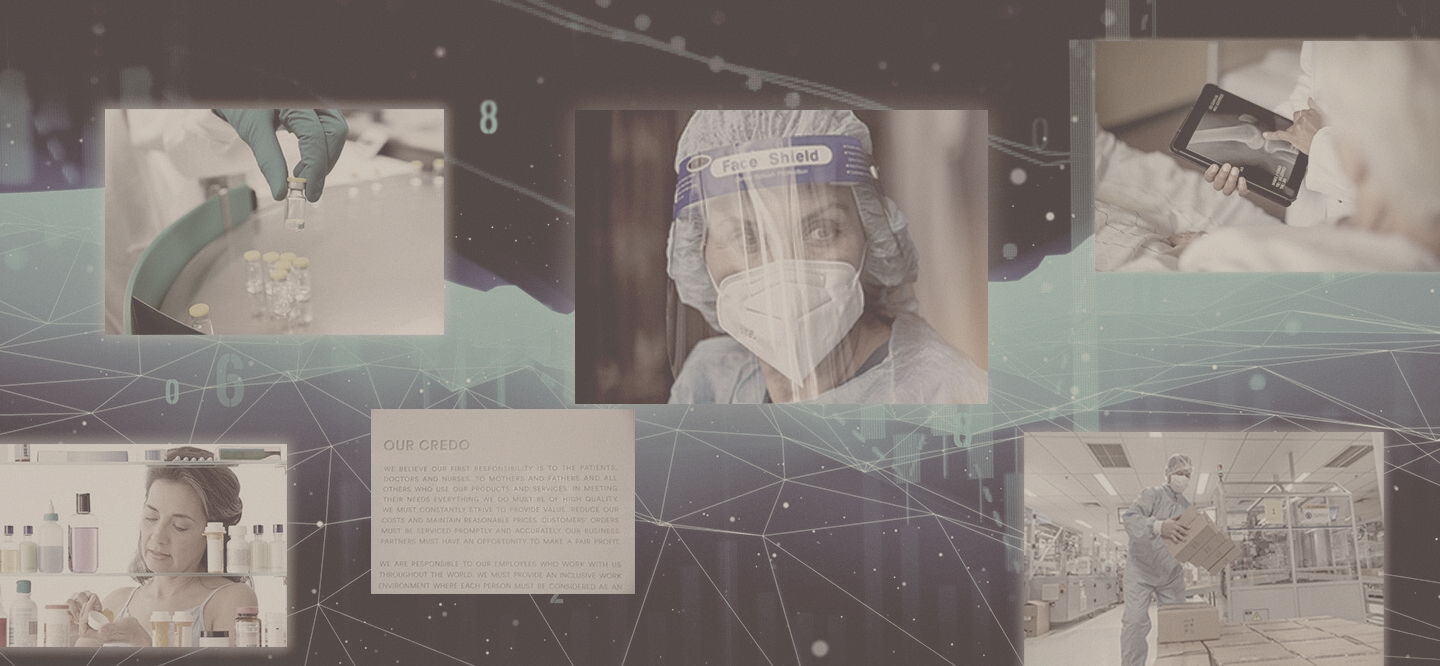 8
Face Shield
0
6
8
OUR CREDO
WE BELIEVE OUR FIRST RESPONSIBILITY IS TO THE PATIENTS,
DOCTORS AND NURSES, TO MOTHERS AND FATHERS AND ALL
OTHERS WHO USE OUR PRODUCTS AND SERVICES. IN MEETING
THEIR NEEDS EVERYTHING WE DO MUST BE OF HIGH QUALITY.
WE MUST CONSTANTLY STRIVE TO PROVIDE VALUE, REDUCE OUR
COSTS AND MAINTAIN REASONABLE PRICES. CUSTOMERS' ORDERS
MUST BE SERVICED PROMPTLY AND ACCURATELY. OUR BUSINESS
PARTNERS MUST HAVE AN OPPORTUNITY TO MAKE A FAIR PROFIT.
WE ARE RESPONSIBLE TO OUR EMPLOYEES WHO WORK WITH US
THROUGHOUT THE WORLD. WE MUST PROVIDE AN INCLUSIVE WORK
ENVIRONMENT WHERE EACH PERSON MUST BE CONSIDERED AS AN
2